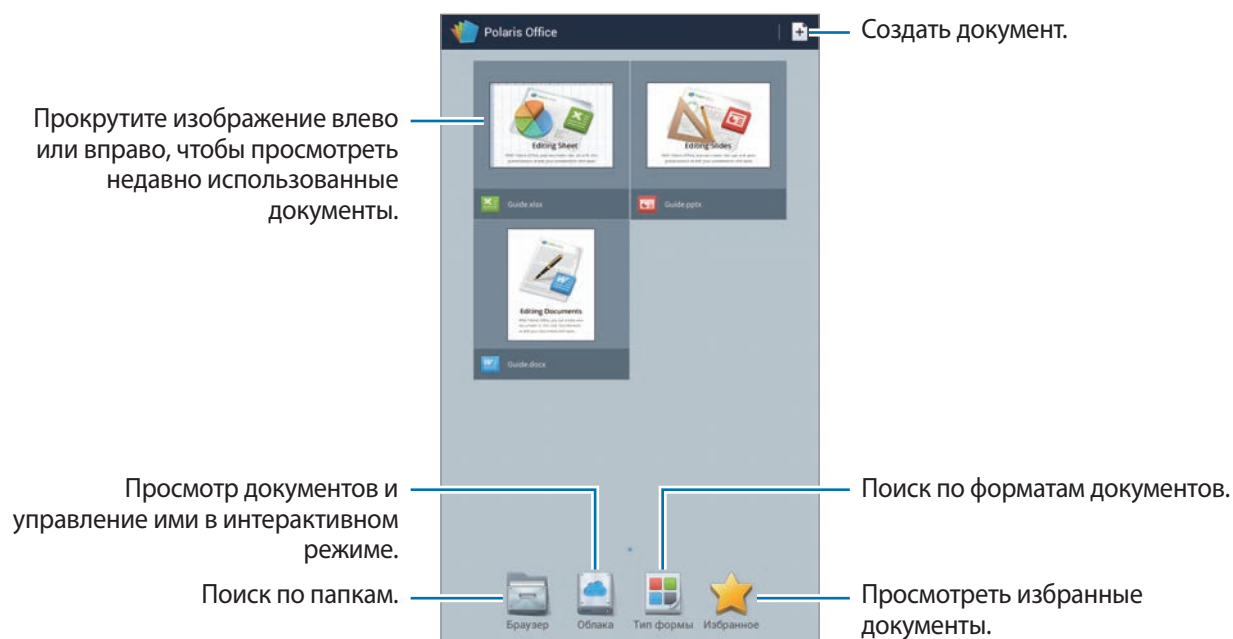 Polaris Office
Создать документ.
Прокрутите изображение влево
или вправо, чтобы просмотреть
недавно использованные
документы.
Editing Sheet
Editing Slides
Guide.xlsx
Guide.pptx
Editing Documents
Guide.docx
Просмотр документов и
управление ими в интерактивном
режиме.
Поиск по форматам документов.
Поиск по папкам.
Просмотреть избранные
документы.
Браузер
Облака
Тип формы
Избранное